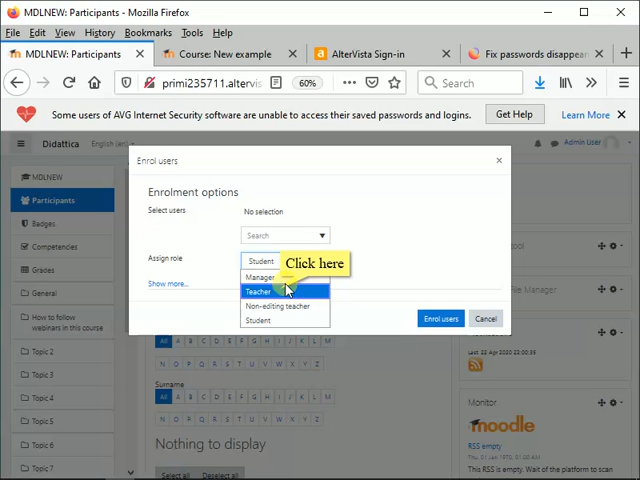 MDLNEW: Participants - Mozilla Firefox
File Edit View History Bookmarks Tools Help
MDLNEW: Participants
Course: New example
AlterVista Sign-in
Fix passwords disappear
primi235711.altervis
60%
Search
Some users of AVG Internet Security software are unable to access their saved passwords and logins.
Get Help
Learn More
Didattica
English (en)
Admin User
MDLNEW
Participants
Badges
Competencies
Grades
General
How to follow
webinars in this course
Topic 2
Topic 3
Topic 4
Topic 5
Topic 6
Topic 7
Enrol users
Enrolment options
Select users
No selection
Search
Assign role
Student
Click here
Manager
Teacher
Non-editing teacher
Student
Show more...
Enrol users
Cancel
All A B C D E F G H I J K L M
N O P Q R S T U V W X Y Z
Surname
All A B C D E F G H I J K L M
N O P Q R S T U V W X Y Z
Nothing to display
Select all
Deselect all
File Manager
Last: 22 Apr 2020 22:00:35
Monitor
moodle
RSS empty
Thu, 01 Jan 1970, 01:00 AM
This RSS is empty. Wait of the platform to scan